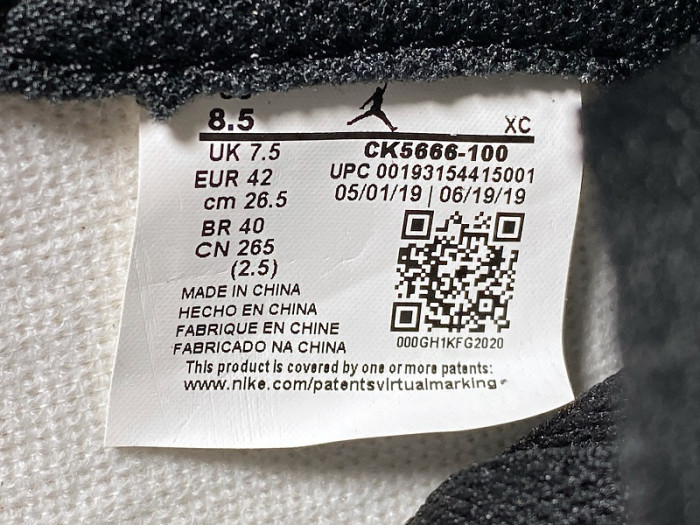 8.5
XC
UK 7.5
EUR 42
cm 26.5
BR 40
CN 265
(2.5)
CK5666-100
UPC 00193154415001
05/01/19 | 06/19/19
000GH1KFG2020
MADE IN CHINA
HECHO EN CHINA
FABRIQUE EN CHINE
FABRICADO NA CHINA
This product is covered by one or more patents:
www.nike.com/patentsvirtualmarking